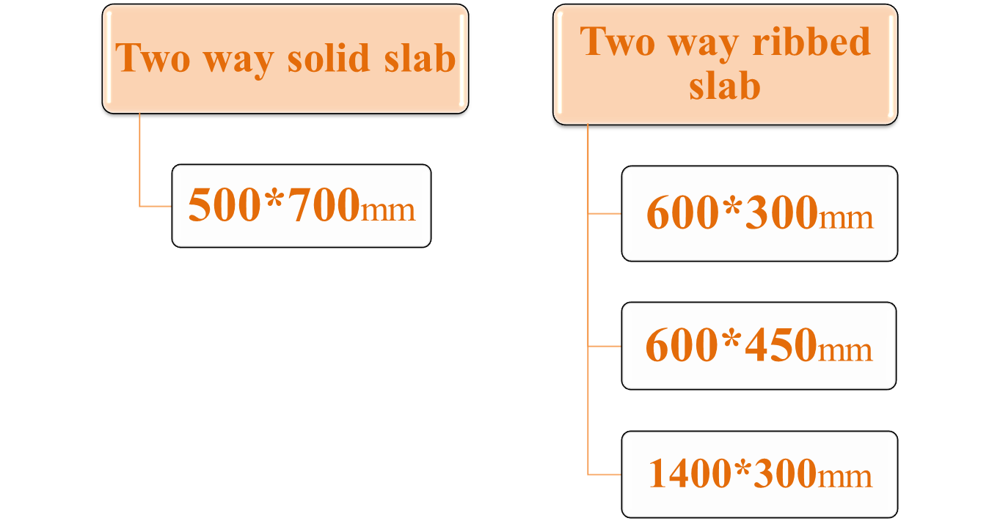 Two way solid slab
500*700mm
Two way ribbed
slab
600*300mm
600*450mm
1400*300mm